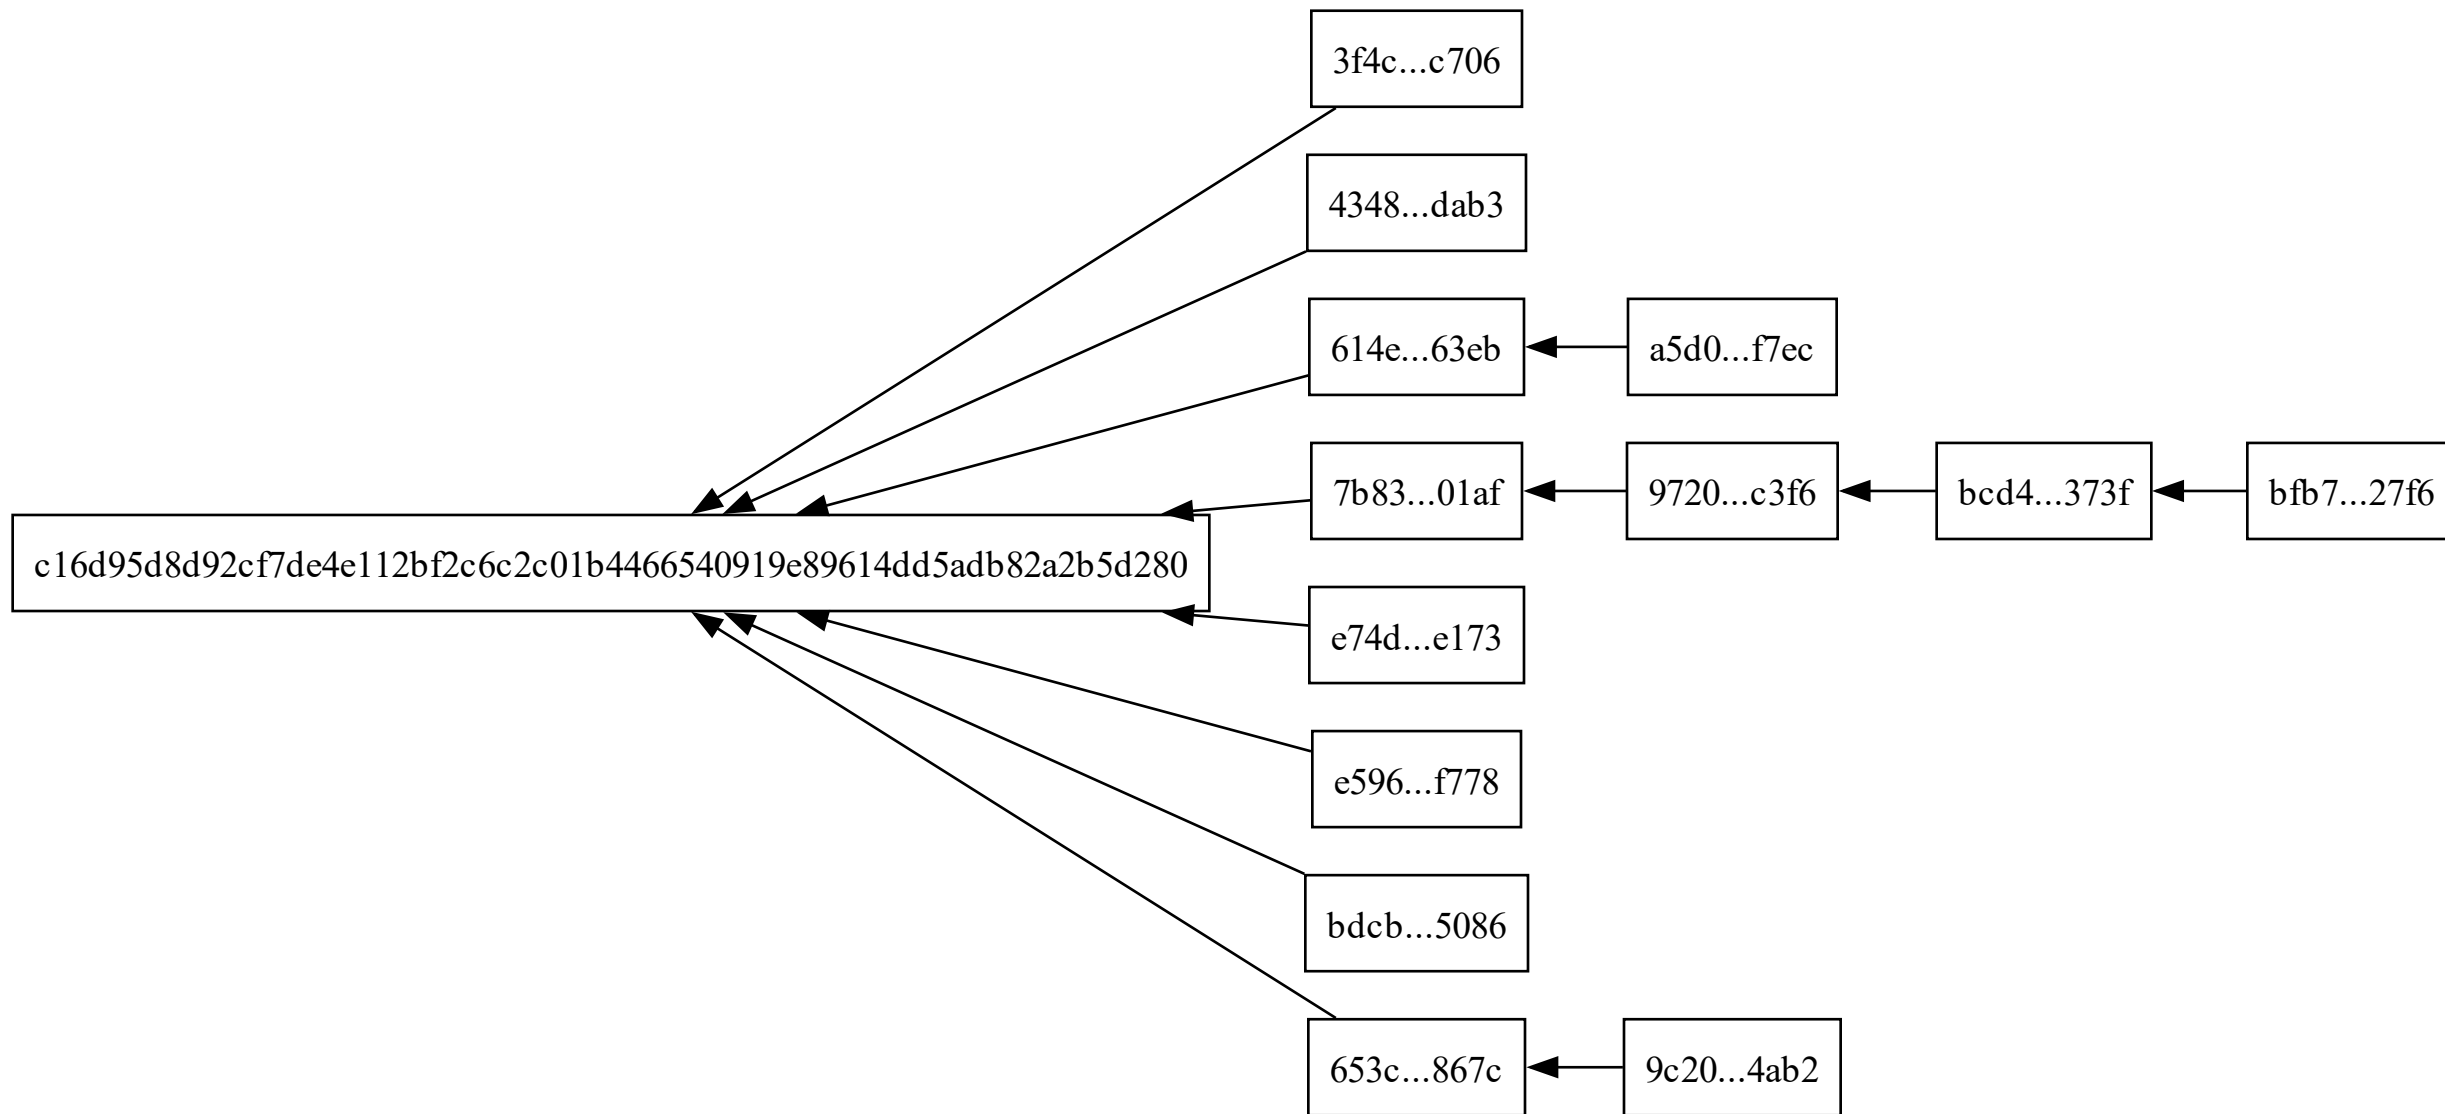 3f4c...c706
4348...dab3
614e...63eb
a5d0...f7ec
7b83...01af
9720...c3f6
bcd4...373f
bfb7...27f6
c16d95d8d92cf7de4e112bf2c6c2c01b4466540919e89614dd5adb82a2b5d280
e74d...e173
e596...f778
bdcb...5086
653c...867c
9c20...4ab2